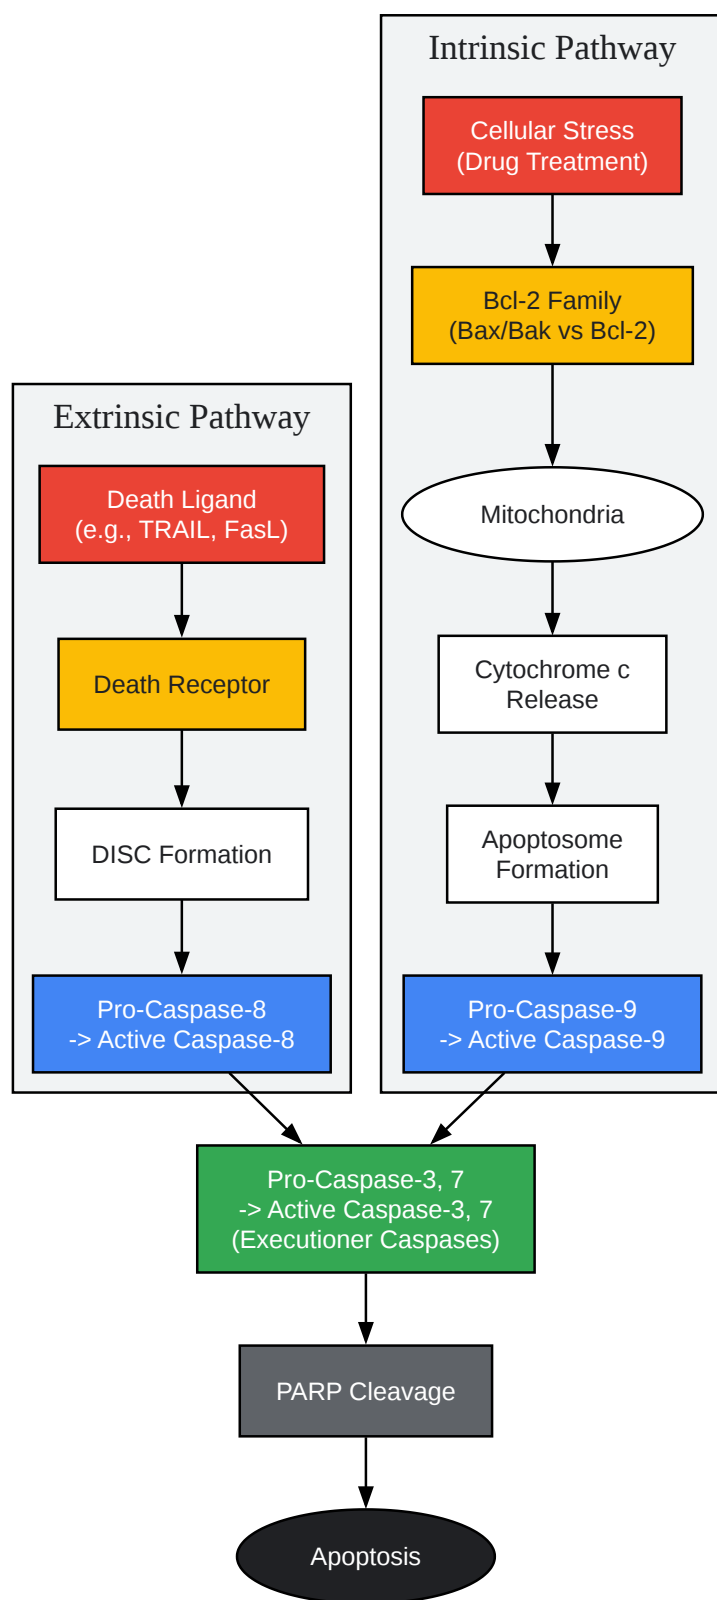 Intrinsic Pathway
Cellular Stress
(Drug Treatment)
Bcl-2 Family
(Bax/Bak vs Bcl-2)
Mitochondria
Cytochrome c
Release
Apoptosome
Formation
Pro-Caspase-9
-> Active Caspase-9
Extrinsic Pathway
Death Ligand
(e.g., TRAIL, FasL)
Death Receptor
DISC Formation
Pro-Caspase-8
-> Active Caspase-8
Pro-Caspase-3, 7
-> Active Caspase-3, 7
(Executioner Caspases)
PARP Cleavage
Apoptosis